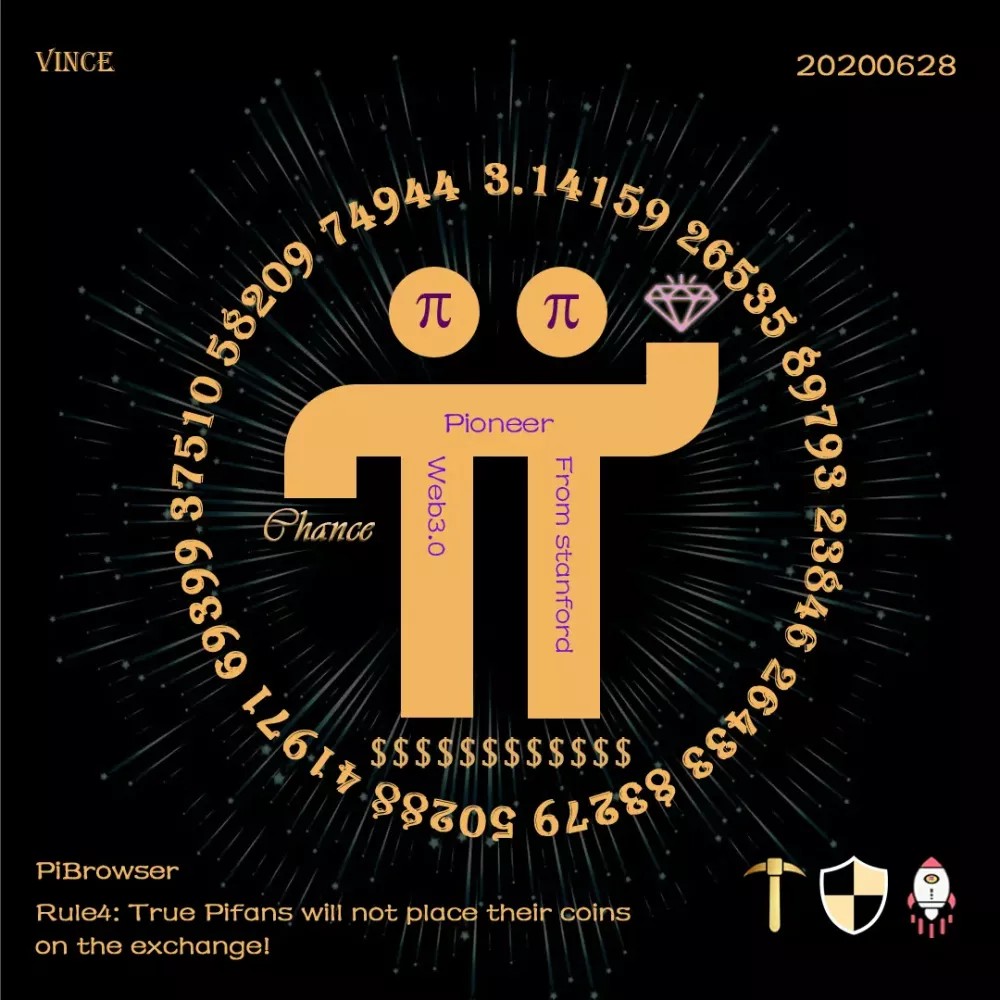 VINCE
20200628
3.14159 26535 89793 23846 26433 83279 50288 41971 69399 37510 58209 74944
π π
Pioneer
Web3.0
From stanford
Chance
$$$$$$$$$$$$
PiBrowser
Rule4: True Pifans will not place their coins
on the exchange!